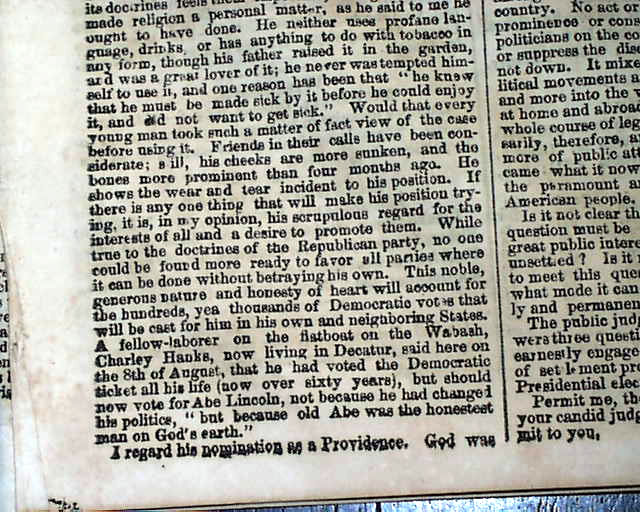 its doctrines feels
made religion a personal matter, as he said to me he
ought to have done. He neither uses profane lan-
guage, drinks, or has anything to do with tobacco in
any form, though his father raised it in the garden,
and was a great lover of it; he never was tempted him-
self to use it, and one reason has been that "he knew
that he must be made sick by it before he could enjoy
it, and did not want to get sick." Would that every
young man took such a matter of fact view of the case
before using it. Friends in their calls have been con-
siderate; still, his cheeks are more sunken, and the
bones more prominent than four months ago. He
shows the wear and tear incident to his position. If
there is any one thing that will make his position try-
ing, it is, in my opinion, his scrupulous regard for the
interests of all and a desire to promote them. While
true to the doctrines of the Republican party, no one
could be found more ready to favor all parties where
it can be done without betraying his own. This noble,
generous nature and honesty of heart will account for
the hundreds, yea thousands of Democratic votes that
will be cast for him in his own and neighboring States.
A fellow-laborer on the flatboat on the Wabash,
Charley Hanks, now living in Decatur, said here on
the 8th of August, that he had voted the Democratic
ticket all his life (now over sixty years), but should
now vote for Abe Lincoln, not because he had changed
his politics, "but because old Abe was the honestest
man on God's earth."
I regard his nomination as a Providence. God was
country. No act or
prominence or conn
politicians on the co
or suppress the dis
not down. It mixe
litical movements a
and more into the v
at home and abroa
whole course of leg
sarily, therefore, a
more of public att
came what it now
the paramount a
American people.
Is it not clear th
question must be
great public intere
unsettled? Is it n
to meet this que
what mode it can
ly and permanen
The public judg
were three questi
earnestly engage
of settlement pro
Presidential elec
Permit me, the
your candid judg
mit to you,